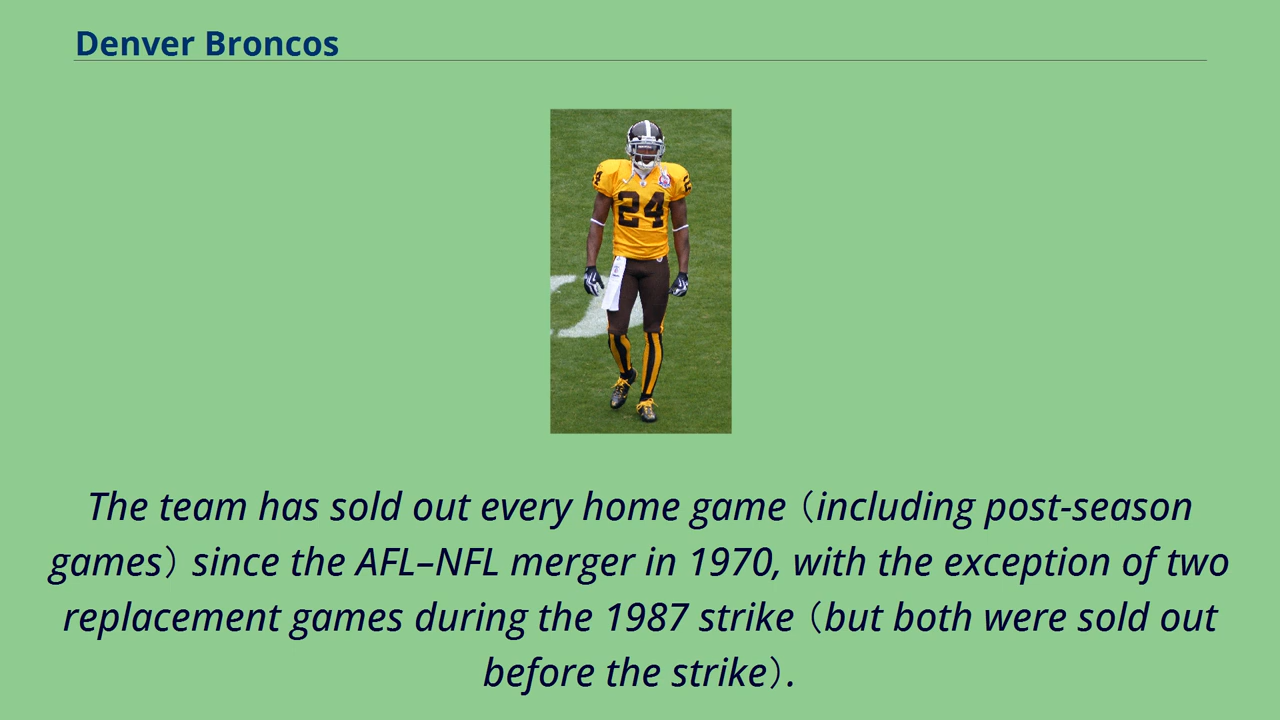 Denver Broncos
24
The team has sold out every home game（including post-season
games）since the AFL–NFL merger in 1970, with the exception of two
replacement games during the 1987 strike（but both were sold out
before the strike）.